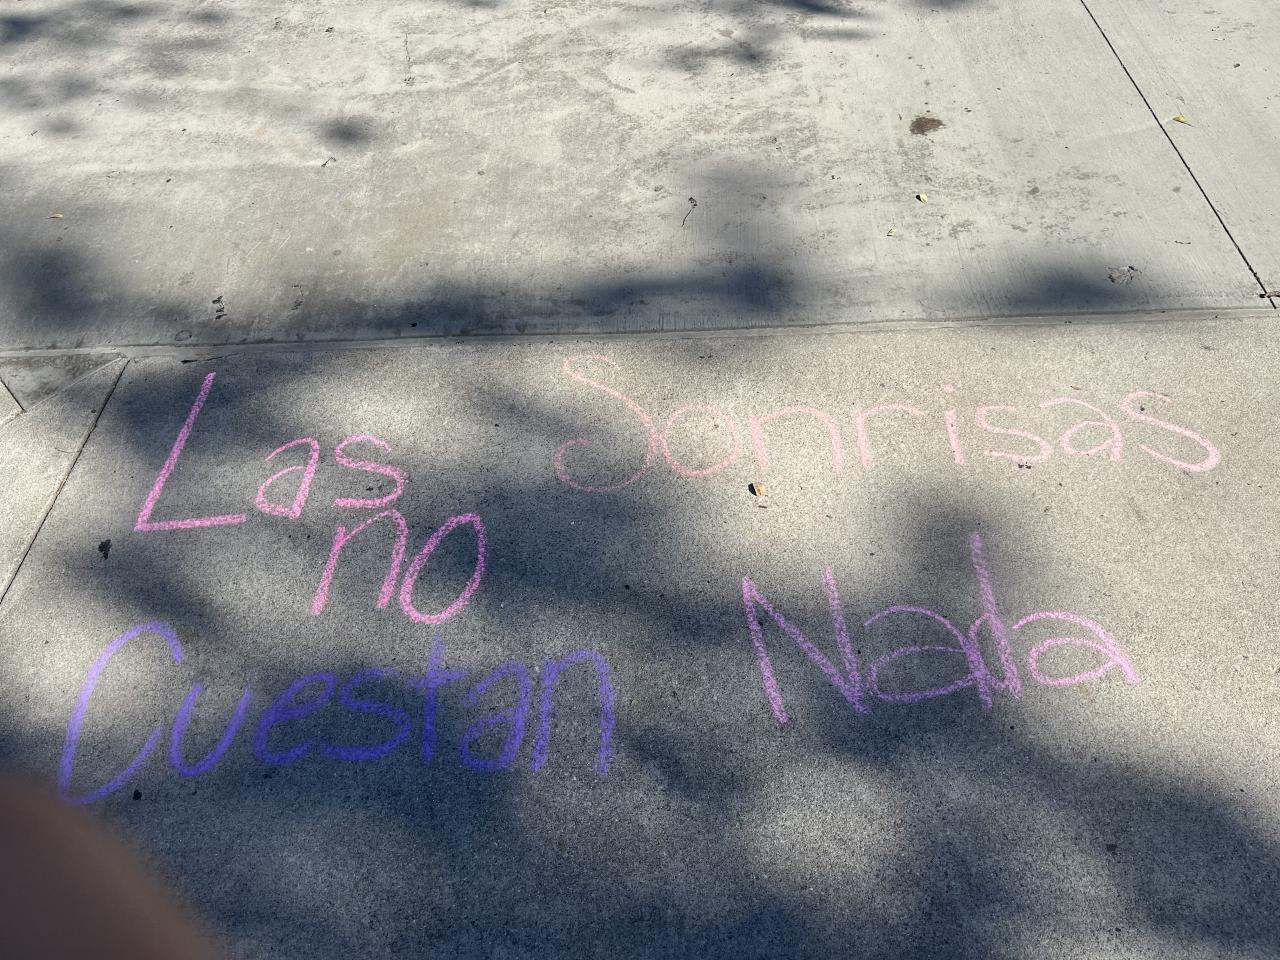 Las Sonrisas
no
Cuestan Nada